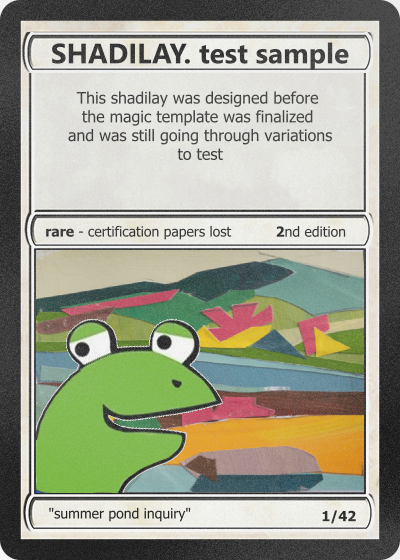 SHADILAY. test sample
This shadilay was designed before
the magic template was finalized
and was still going through variations
to test
rare - certification papers lost 2nd edition
"summer pond inquiry" 1/42